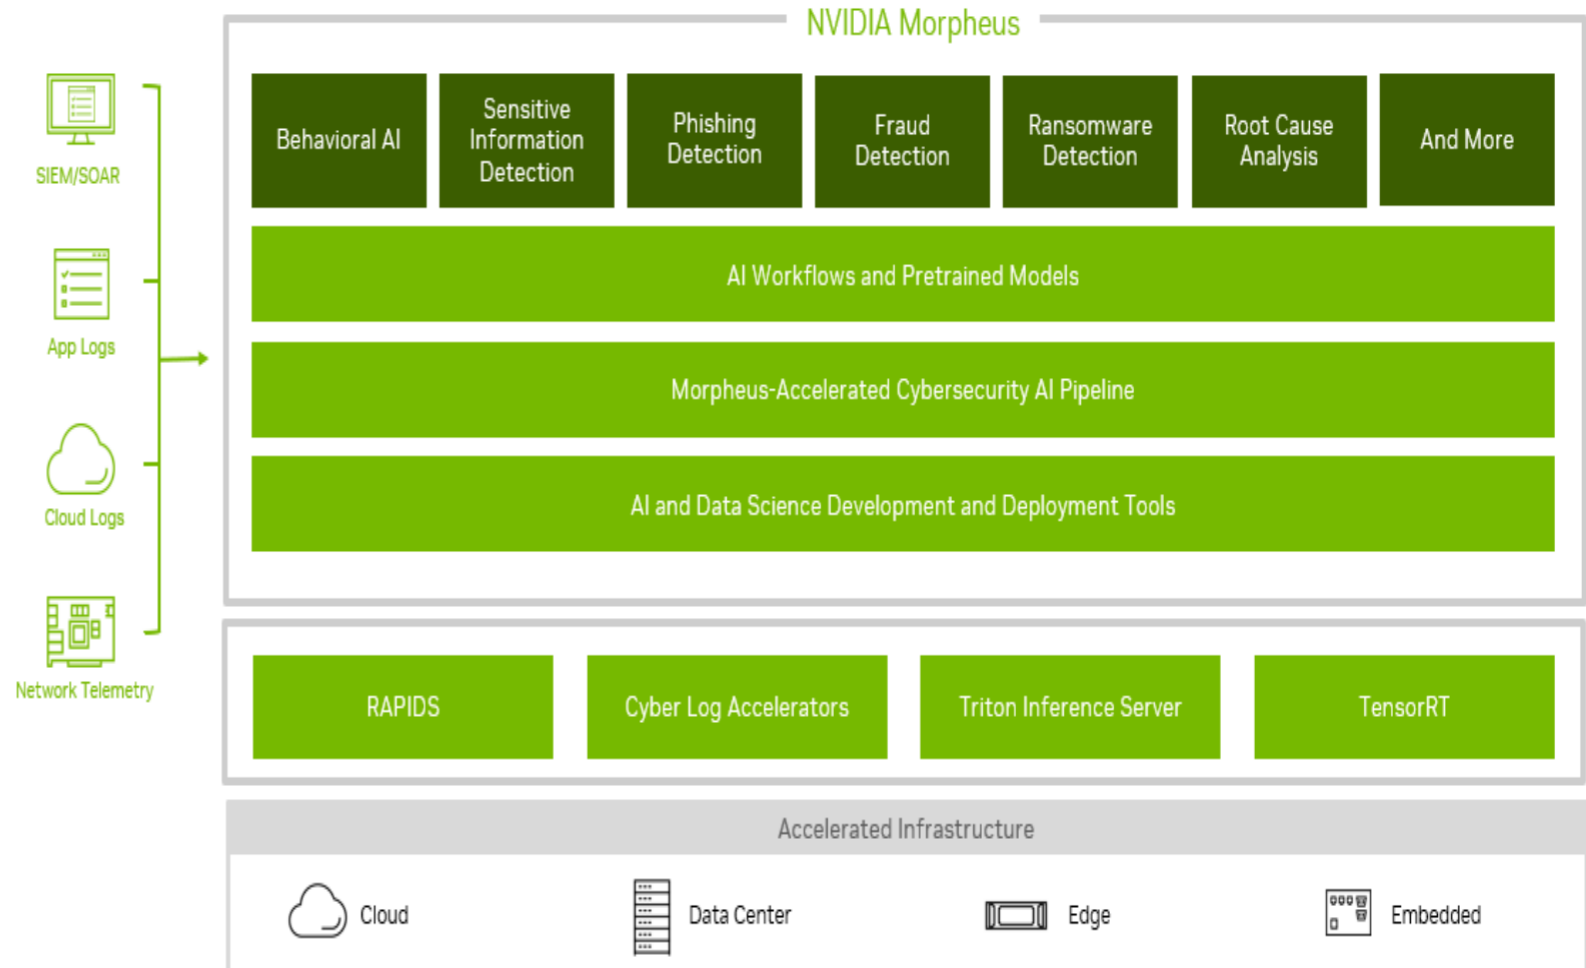 NVIDIA Morpheus
SIEM/SOAR
App Logs
Cloud Logs
Network Telemetry
Behavioral AI
Sensitive
Information
Detection
Phishing
Detection
Fraud
Detection
Ransomware
Detection
Root Cause
Analysis
And More
AI Workflows and Pretrained Models
Morpheus-Accelerated Cybersecurity AI Pipeline
AI and Data Science Development and Deployment Tools
RAPIDS
Cyber Log Accelerators
Triton Inference Server
TensorRT
Accelerated Infrastructure
Cloud
Data Center
Edge
Embedded